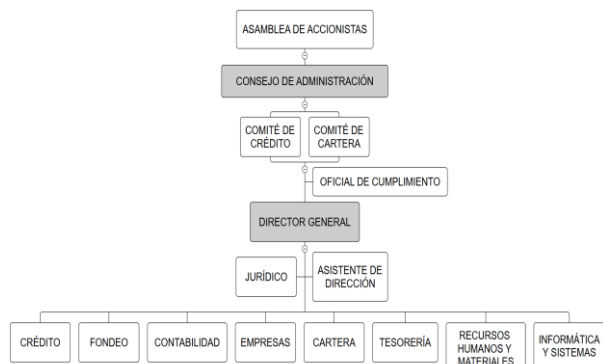 ASAMBLEA DE ACCIONISTAS
CONSEJO DE ADMINISTRACIÓN
COMITÉ DE
CRÉDITO
COMITÉ DE
CARTERA
OFICIAL DE CUMPLIMIENTO
DIRECTOR GENERAL
JURÍDICO
ASISTENTE DE
DIRECCIÓN
CRÉDITO
FONDEO
CONTABILIDAD
EMPRESAS
CARTERA
TESORERÍA
RECURSOS
HUMANOS Y
MATERIALES
INFORMÁTICA
Y SISTEMAS